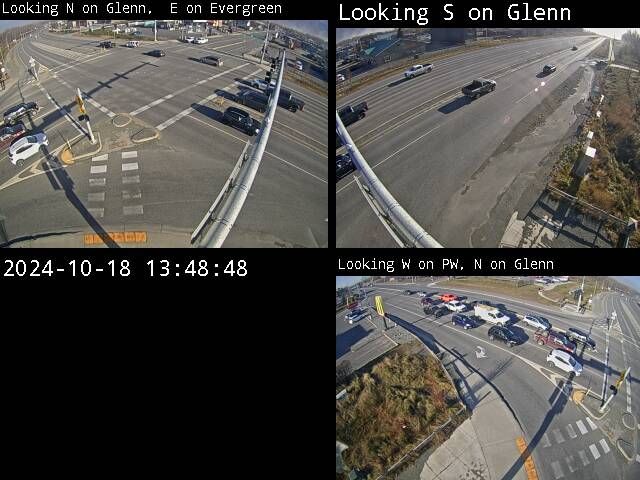 Looking N on Glenn,  E on Evergreen
Looking S on Glenn
2024-10-18 13:48:48
Looking W on PW, N on Glenn